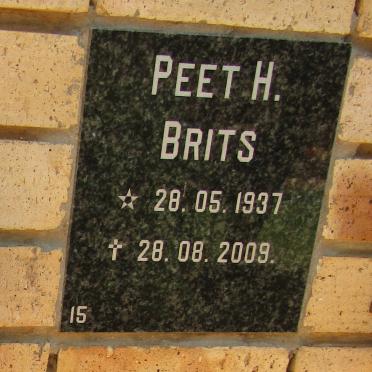 PEET H.
BRITS
☆ 28.05.1937
✝ 28.08.2009.
15